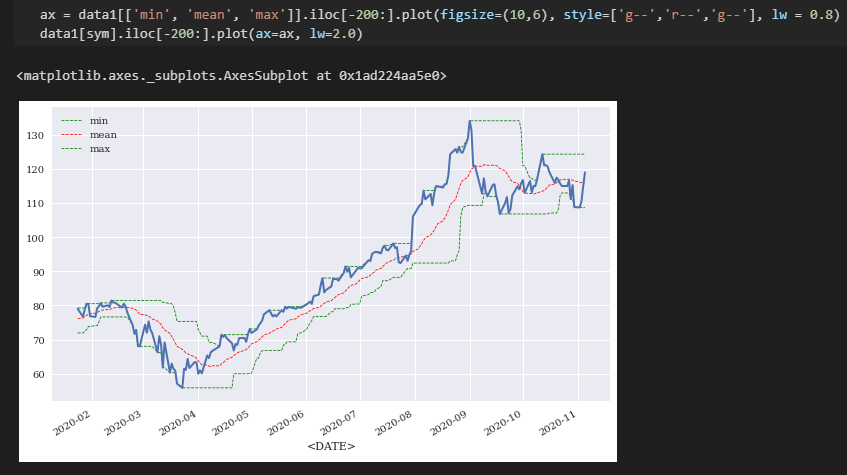 ax = data1[['min', 'mean', 'max']].iloc[-200:].plot(figsize=(10,6), style=['g--','r--','g--'], lw = 0.8)
data1[sym].iloc[-200:].plot(ax=ax, lw=2.0)
<matplotlib.axes._subplots.AxesSubplot at 0x1ad224aa5e0>
min
mean
max
130
120
110
100
90
80
70
60
2020-02
2020-03
2020-04
2020-05
2020-06
2020-07
2020-08
2020-09
2020-10
2020-11
<DATE>